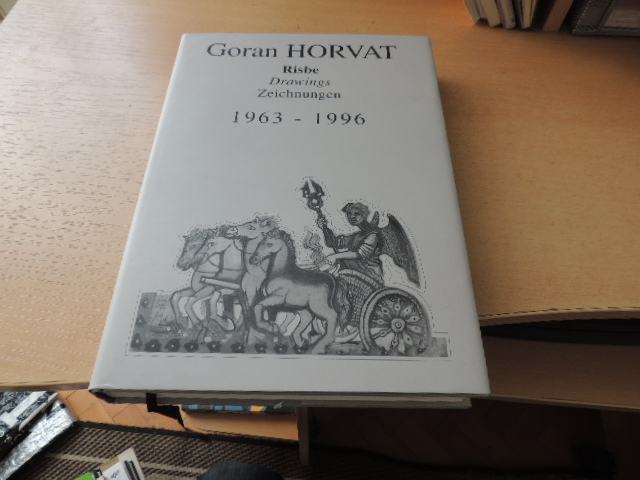 Goran HORVAT
Risbe
Drawings
Zeichnungen
1963 - 1996